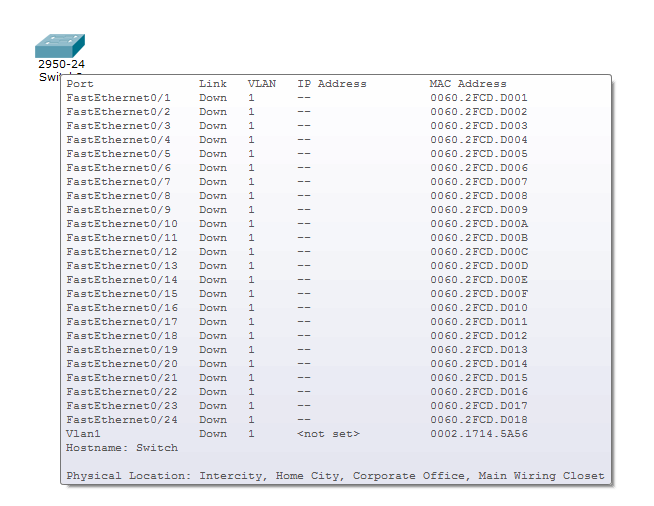 2950-24
Port Link VLAN IP Address MAC Address
FastEthernet0/1 Down 1 -- 0060.2FCD.D001
FastEthernet0/2 Down 1 -- 0060.2FCD.D002
FastEthernet0/3 Down 1 -- 0060.2FCD.D003
FastEthernet0/4 Down 1 -- 0060.2FCD.D004
FastEthernet0/5 Down 1 -- 0060.2FCD.D005
FastEthernet0/6 Down 1 -- 0060.2FCD.D006
FastEthernet0/7 Down 1 -- 0060.2FCD.D007
FastEthernet0/8 Down 1 -- 0060.2FCD.D008
FastEthernet0/9 Down 1 -- 0060.2FCD.D009
FastEthernet0/10 Down 1 -- 0060.2FCD.D00A
FastEthernet0/11 Down 1 -- 0060.2FCD.D00B
FastEthernet0/12 Down 1 -- 0060.2FCD.D00C
FastEthernet0/13 Down 1 -- 0060.2FCD.D00D
FastEthernet0/14 Down 1 -- 0060.2FCD.D00E
FastEthernet0/15 Down 1 -- 0060.2FCD.D00F
FastEthernet0/16 Down 1 -- 0060.2FCD.D010
FastEthernet0/17 Down 1 -- 0060.2FCD.D011
FastEthernet0/18 Down 1 -- 0060.2FCD.D012
FastEthernet0/19 Down 1 -- 0060.2FCD.D013
FastEthernet0/20 Down 1 -- 0060.2FCD.D014
FastEthernet0/21 Down 1 -- 0060.2FCD.D015
FastEthernet0/22 Down 1 -- 0060.2FCD.D016
FastEthernet0/23 Down 1 -- 0060.2FCD.D017
FastEthernet0/24 Down 1 -- 0060.2FCD.D018
Vlan1 Down 1 <not set> 0002.1714.5A56
Hostname: Switch
Physical Location: Intercity, Home City, Corporate Office, Main Wiring Closet